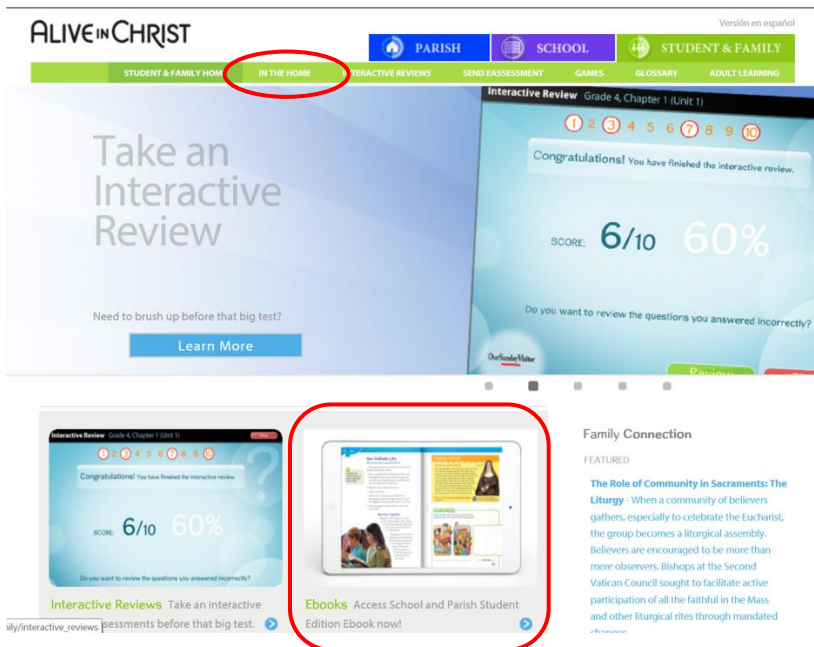 Versión en español
ALIVE IN CHRIST
PARISH
SCHOOL
STUDENT & FAMILY
STUDENT & FAMILY HOME
IN THE HOME
INTERACTIVE REVIEWS
SEND EASSESSMENT
GAMES
GLOSSARY
ADULT LEARNING
Take an
Interactive
Review
Need to brush up before that big test?
Learn More
Interactive Review Grade 4, Chapter 1 (Unit 1)
1 2 3 4 5 6 7 8 9 10
Congratulations! You have finished the interactive review.
SCORE: 6/10 60%
Do you want to review the questions you answered incorrectly?
OurSundayVisitor
Review
Interactive Review Grade 4, Chapter 1 (Unit 1)
1 2 3 4 5 6 7 8 9 10
Congratulations! You have finished the interactive review.
SCORE: 6/10 60%
Do you want to review the questions you answered incorrectly?
Interactive Reviews Take an interactive
sessments before that big test.
ily/interactive_reviews
Our Catholic Life
Ebooks Access School and Parish Student
Edition Ebook now!
Family Connection
FEATURED
The Role of Community in Sacraments: The
Liturgy - When a community of believers
gathers, especially to celebrate the Eucharist,
the group becomes a liturgical assembly.
Believers are encouraged to be more than
mere observers. Bishops at the Second
Vatican Council sought to facilitate active
participation of all the faithful in the Mass
and other liturgical rites through mandated
changes